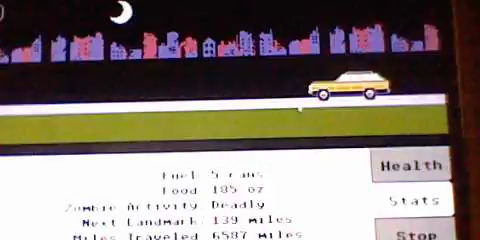 Fuel: 5 cans
Food: 185 oz
Zombie Activity: Deadly
Next Landmark: 139 miles
Miles Traveled: 6587 miles
Health
Stats
Stop